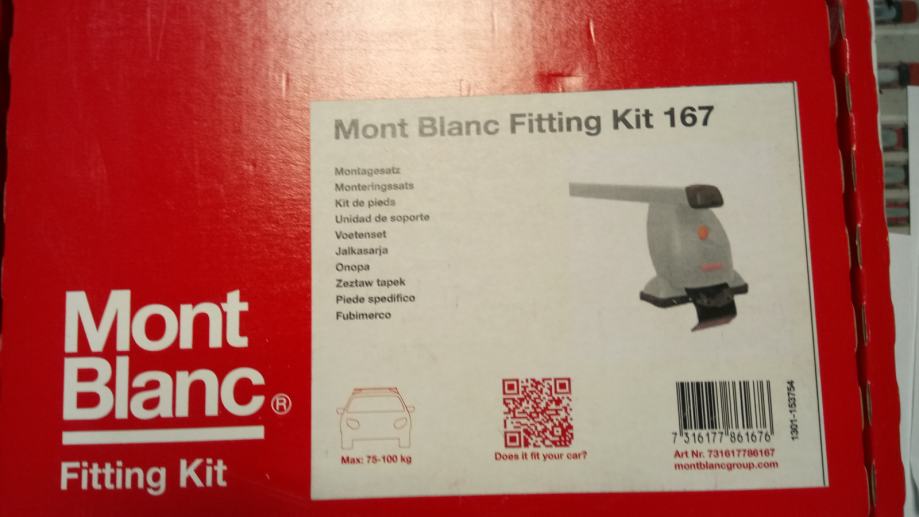 Mont Blanc Fitting Kit 167
Montagesatz
Monteringssats
Kit de pieds
Unidad de soporte
Voetenset
Jalkasarja
Onopa
Zeztaw tapek
Piede spedifico
Fubimerco
Mont
Blanc®
Fitting Kit
Max: 75-100 kg
Does it fit your car?
7 316177 861676
Art Nr. 731617786167
montblancgroup.com
1301-153754